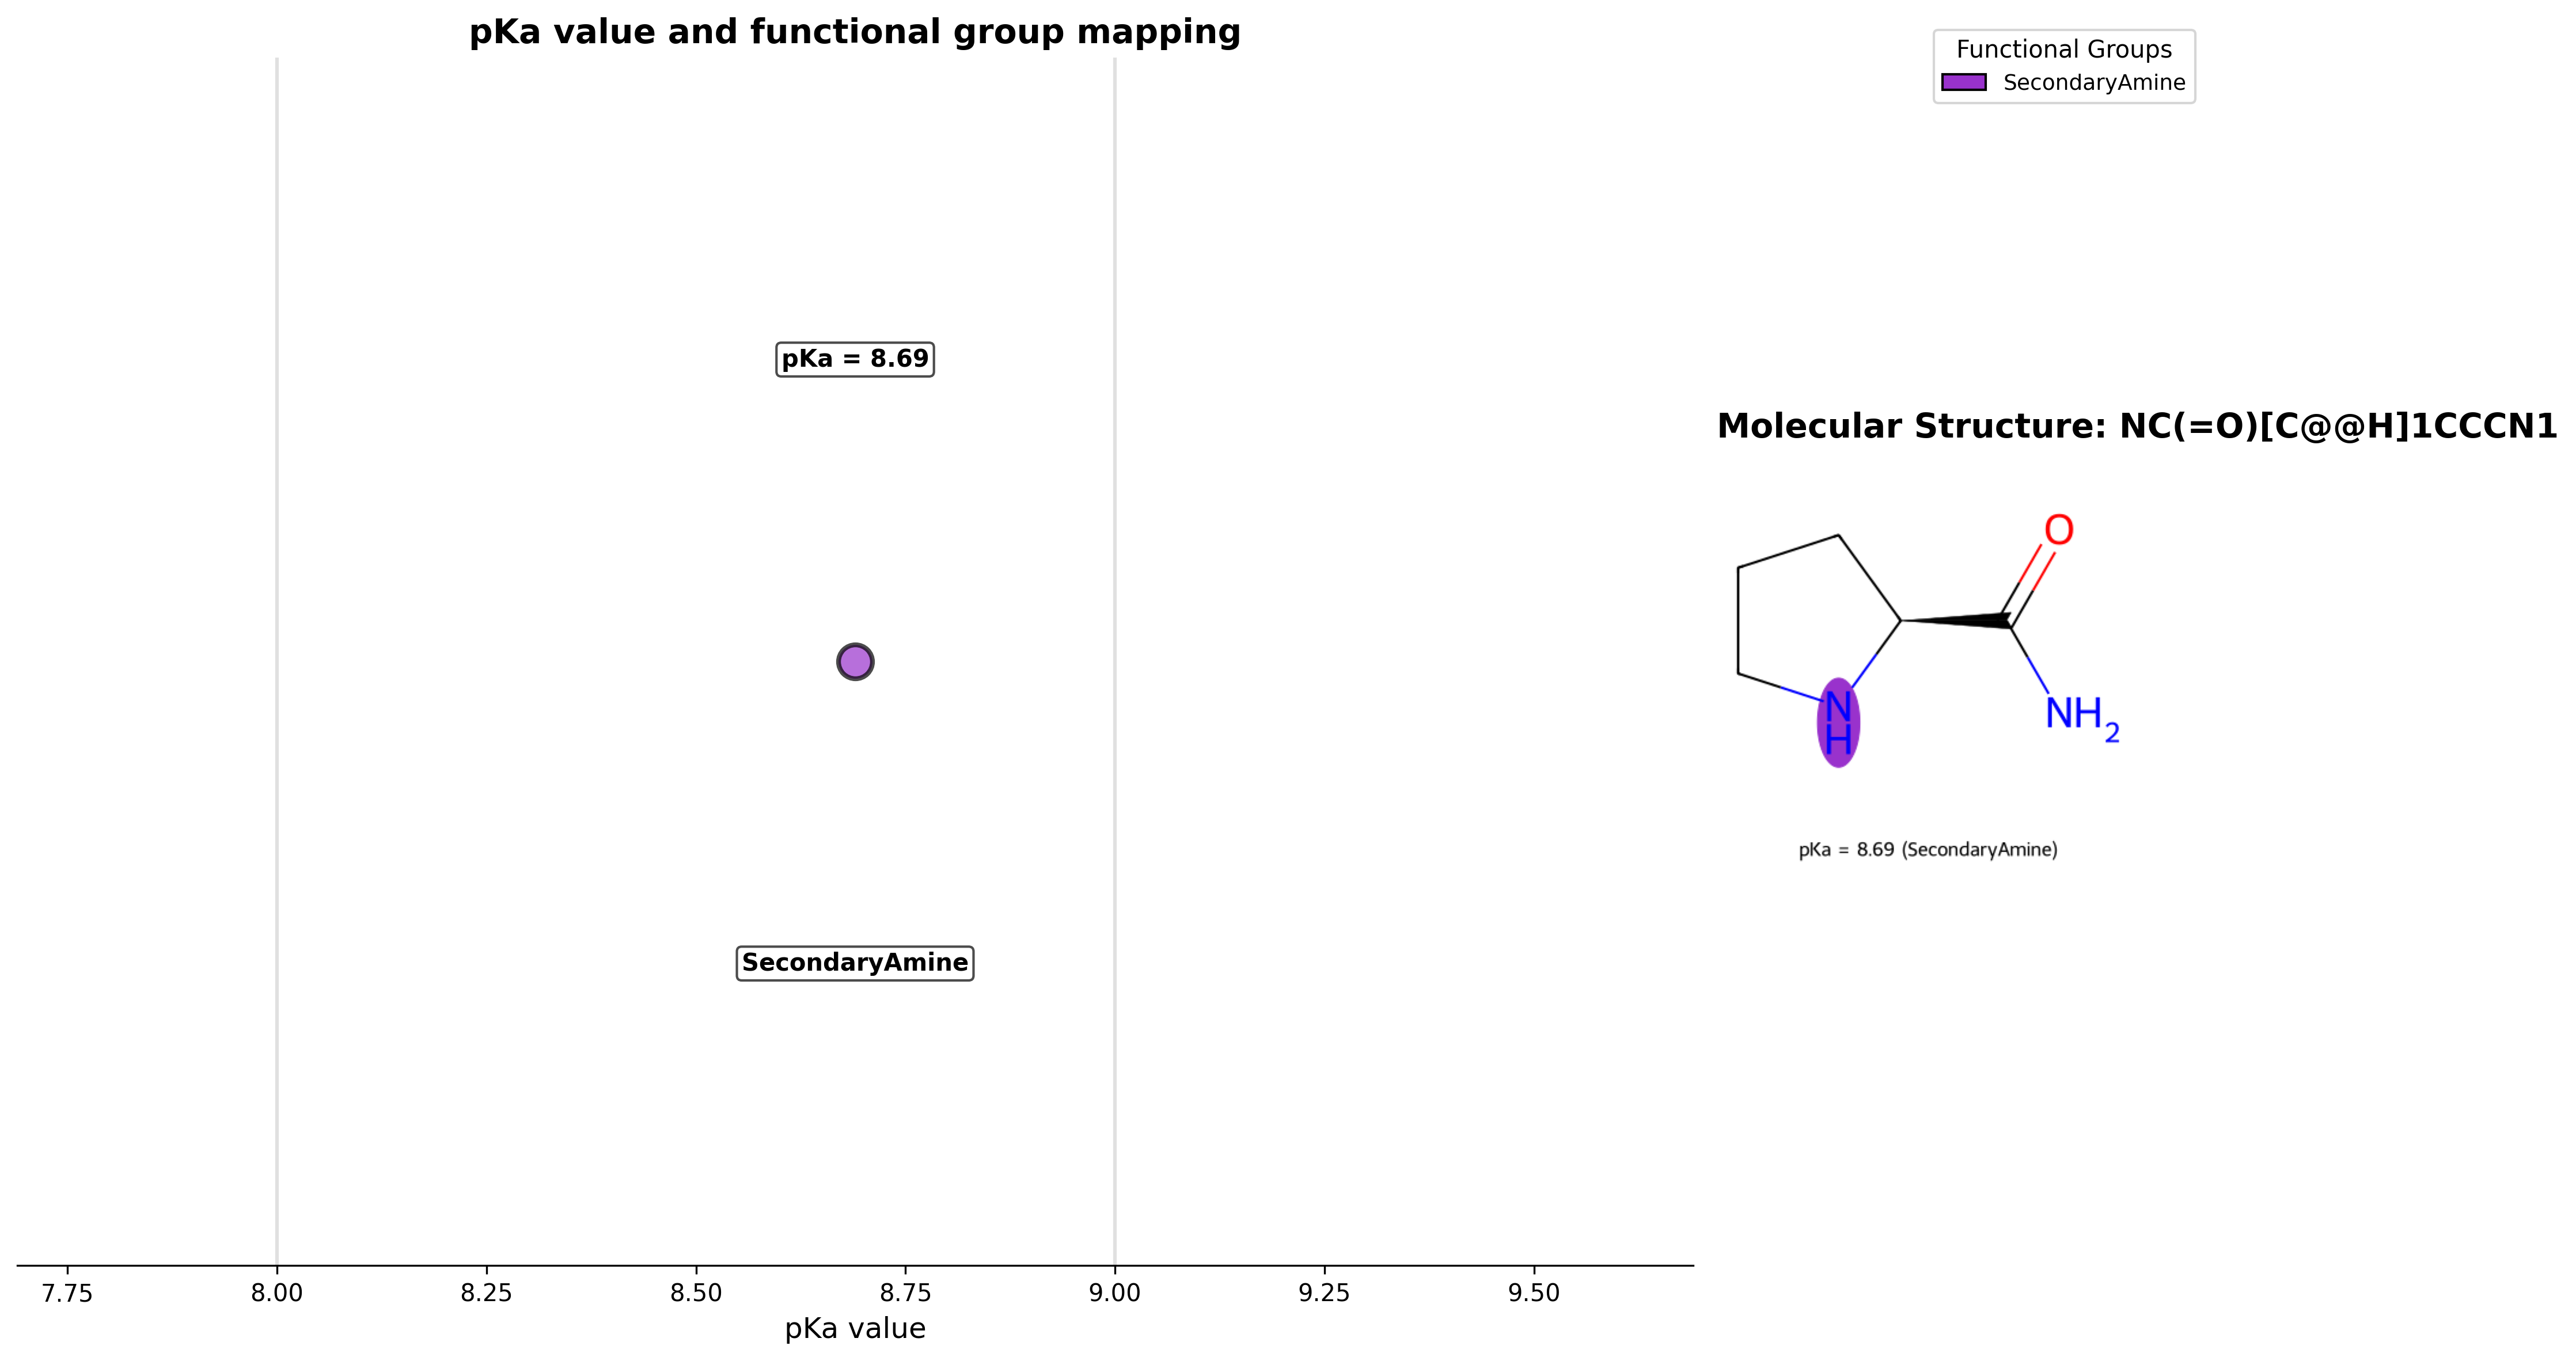 pKa value and functional group mapping
pKa = 8.69
SecondaryAmine
7.75 8.00 8.25 8.50 8.75 9.00 9.25 9.50
pKa value
Functional Groups
SecondaryAmine
Molecular Structure: NC(=O)[C@@H]1CCCN1
O
N
H
NH2
pKa = 8.69 (SecondaryAmine)